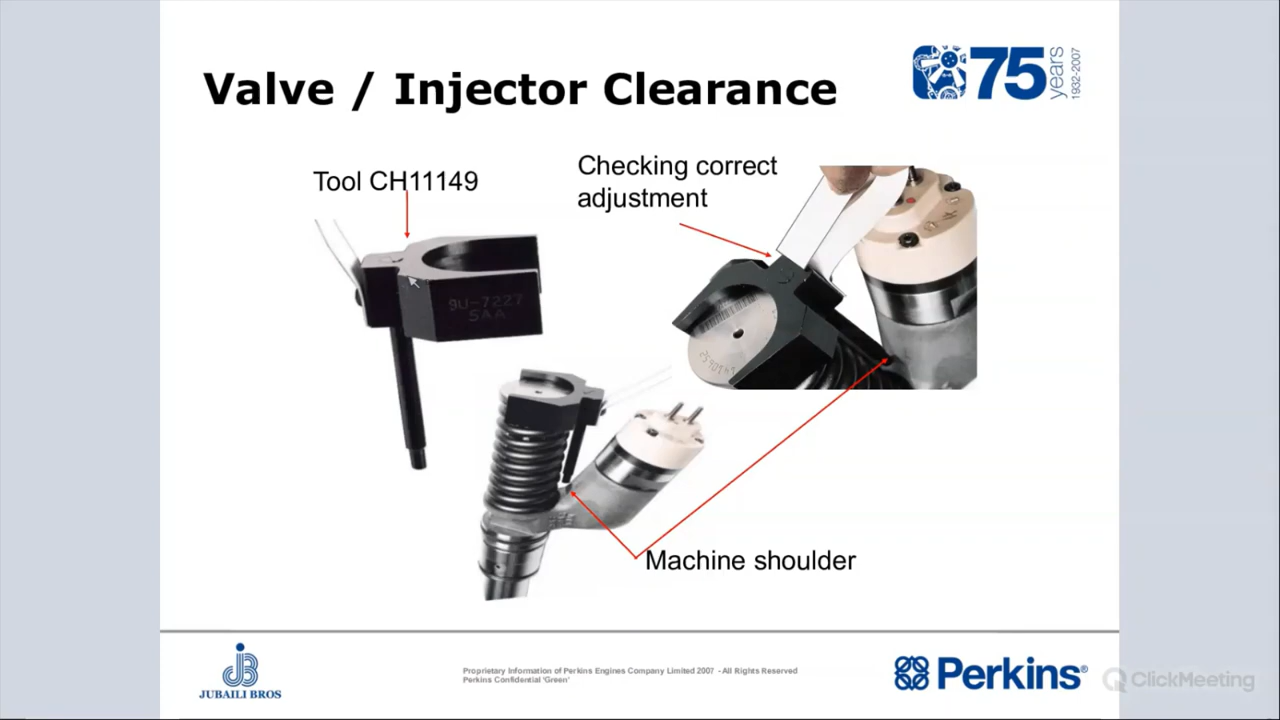 Valve / Injector Clearance
75 years
1932-2007
Tool CH11149
Checking correct
adjustment
9U-7227
5AA
Machine shoulder
JB
JUBAILI BROS
Proprietary Information of Perkins Engines Company Limited 2007 - All Rights Reserved
Perkins Confidential 'Green'
Perkins®
ClickMeeting